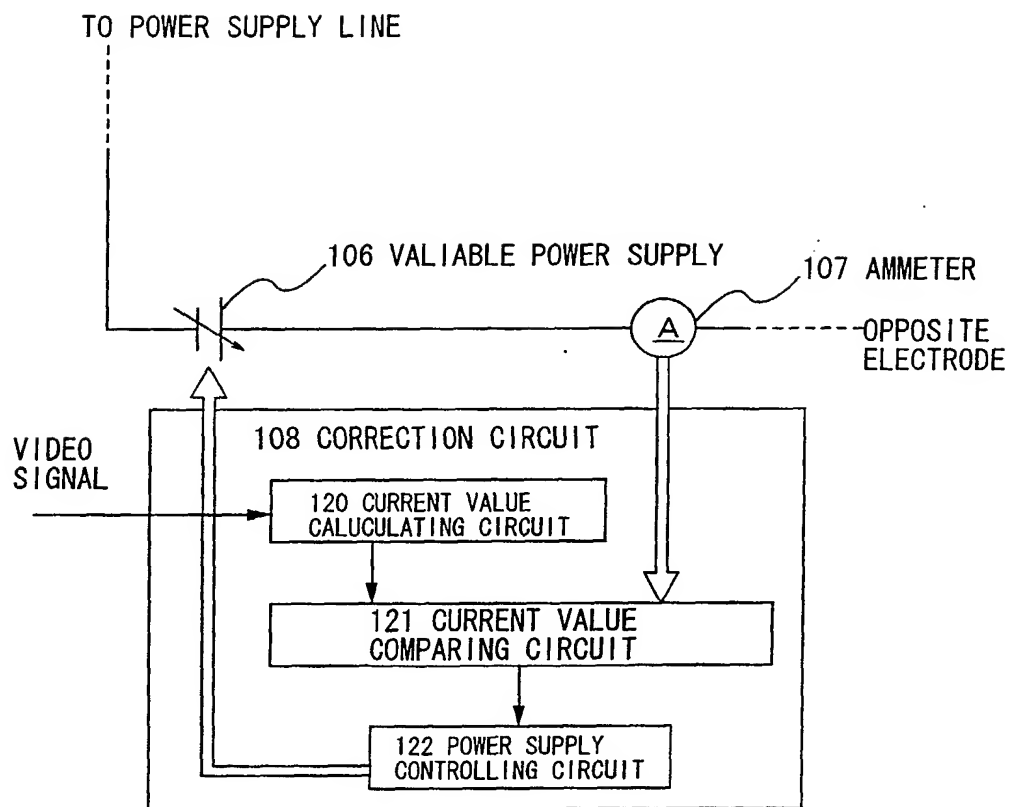 TO POWER SUPPLY LINE
106 VALIABLE POWER SUPPLY
107 AMMETER
A
OPPOSITE
ELECTRODE
108 CORRECTION CIRCUIT
VIDEO
SIGNAL
120 CURRENT VALUE
CALUCULATING CIRCUIT
121 CURRENT VALUE
COMPARING CIRCUIT
122 POWER SUPPLY
CONTROLLING CIRCUIT